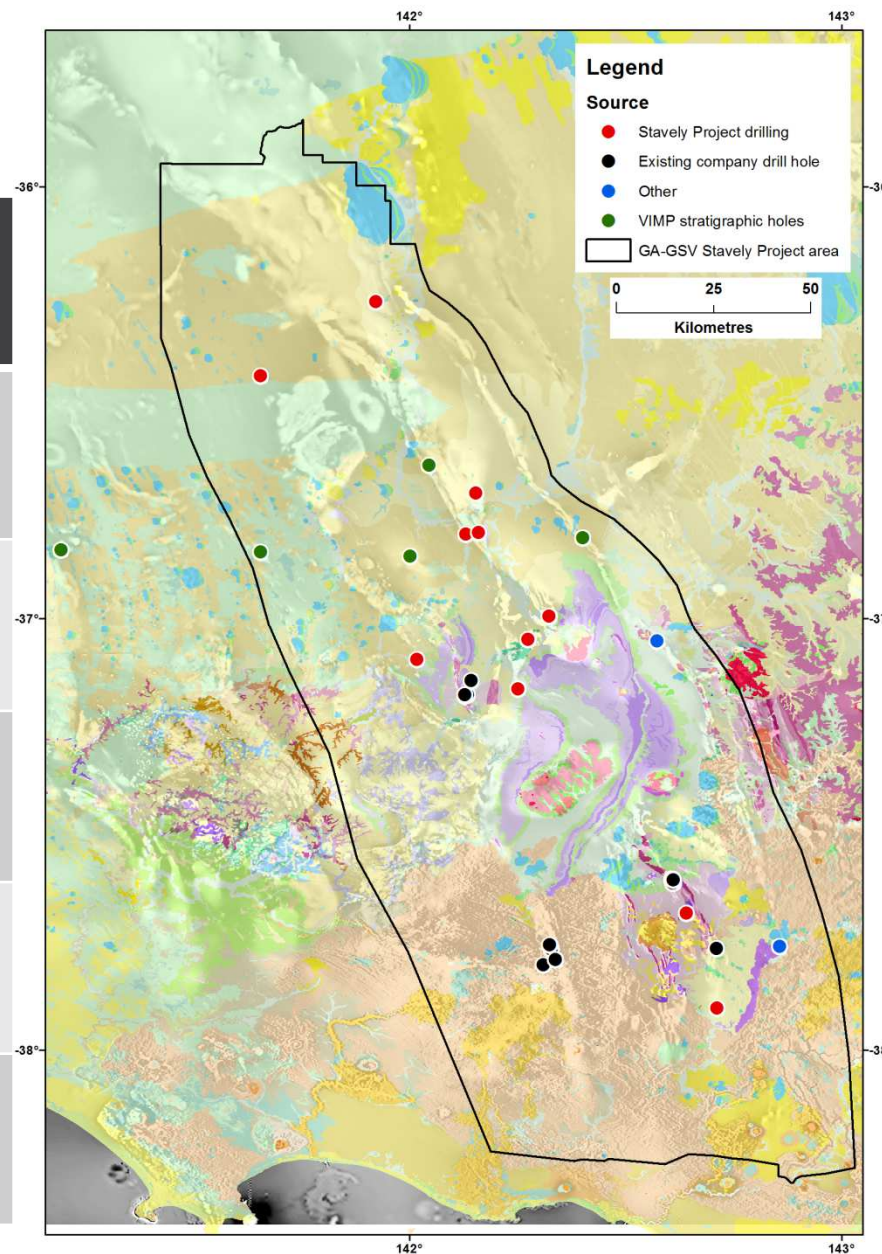 142°
143°
Legend
Source
Stavely Project drilling
Existing company drill hole
Other
VIMP stratigraphic holes
GA-GSV Stavely Project area
0 25 50
Kilometres
-36°
-37°
-38°
142°
143°